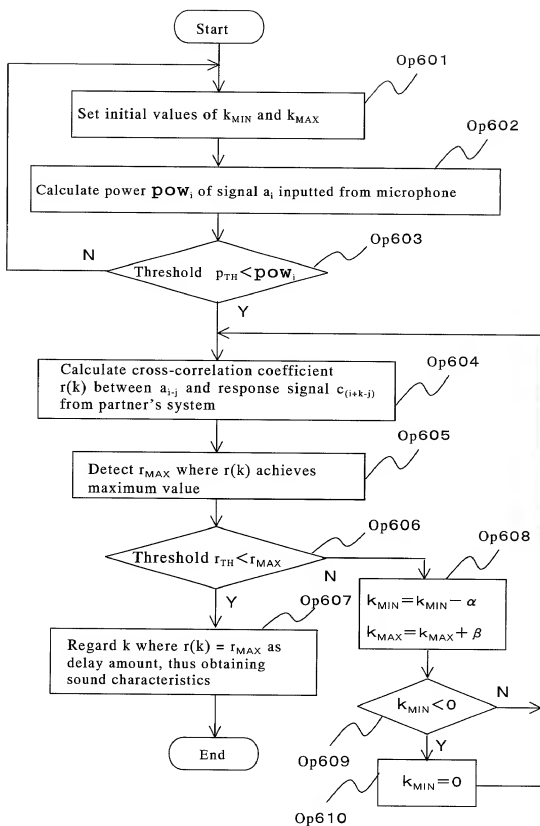 Start
Op601
Set initial values of kMIN and kMAX
Op602
Calculate power powi of signal ai inputted from microphone
Op603
N
Threshold pTH<powi
Y
Op604
Calculate cross-correlation coefficient
r(k) between ai-j and response signal c(i+k-j)
from partner's system
Op605
Detect rMAX where r(k) achieves
maximum value
Op606
Threshold rTH<rMAX
N
Op608
kMIN=kMIN−α
kMAX=kMAX+β
Y
Op607
Regard k where r(k) = rMAX as
delay amount, thus obtaining
sound characteristics
kMIN<0
N
Op609
Y
End
kMIN=0
Op610